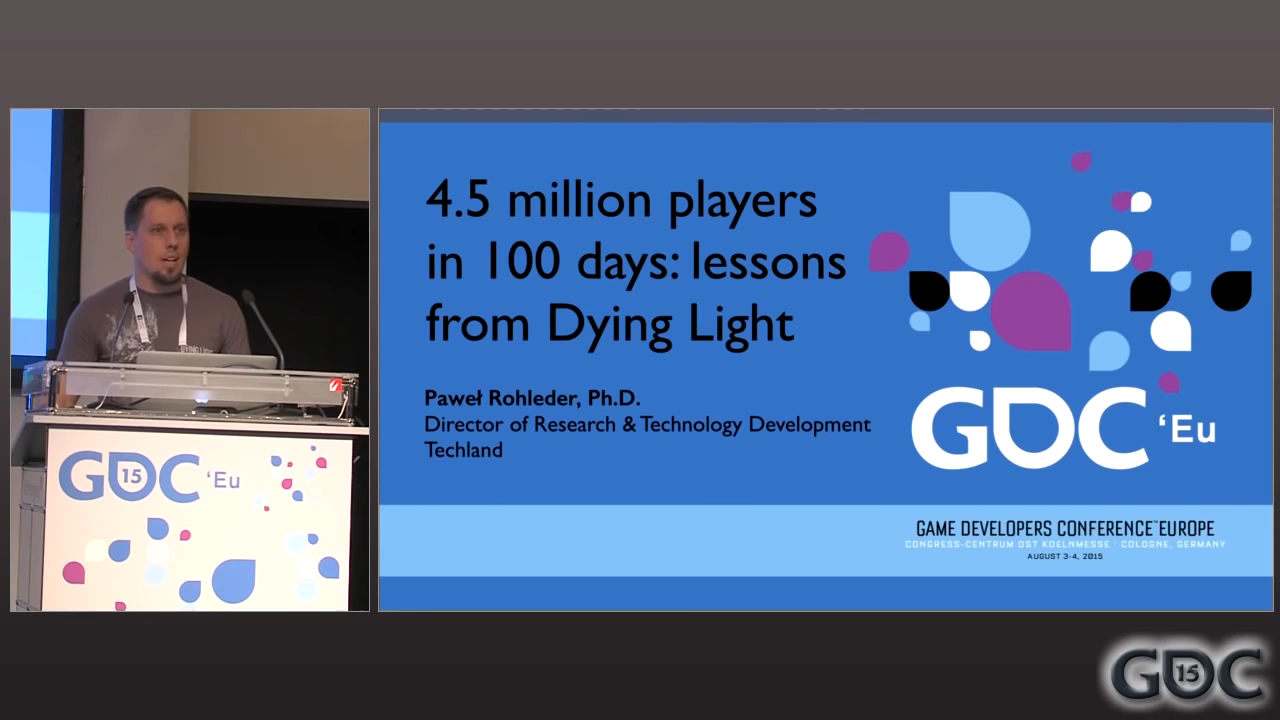 4.5 million players
in 100 days: lessons
from Dying Light
Paweł Rohleder, Ph.D.
Director of Research & Technology Development
Techland
GDC 'Eu
GAME DEVELOPERS CONFERENCE™ EUROPE
CONGRESS-CENTRUM OST KOELNMESSE · COLOGNE, GERMANY
AUGUST 3-4, 2015
GDC 15 'Eu
GDC 15